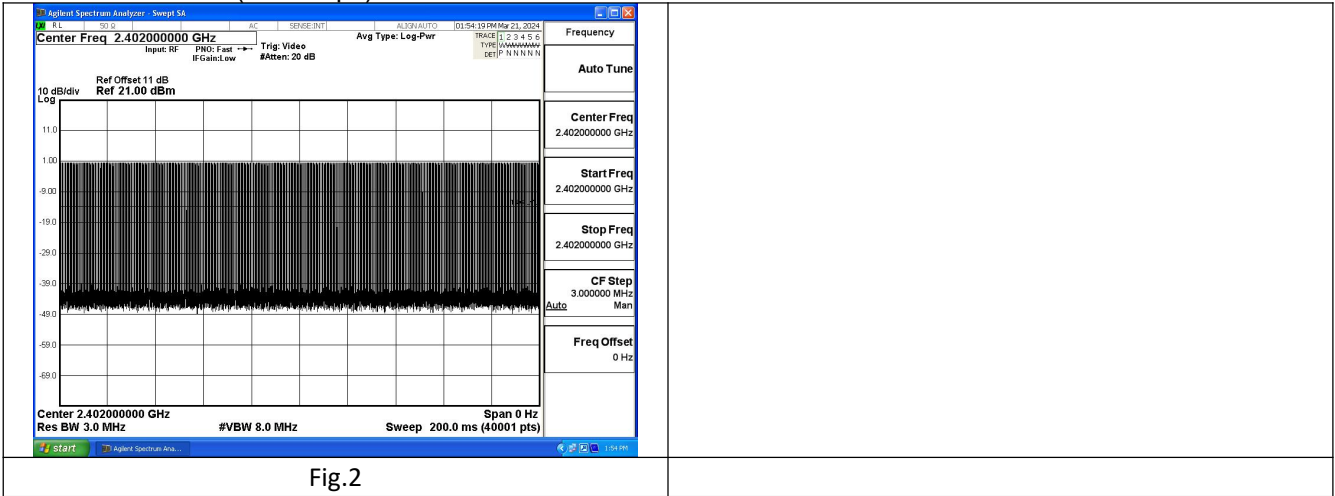 Agilent Spectrum Analyzer - Swept SA
RL 50 Ω AC SENSE:INT ALIGN AUTO 01:54:19 PM Mar 21, 2024
Center Freq 2.402000000 GHz
Input: RF PNO: Fast IFGain:Low
Trig: Video
#Atten: 20 dB
Avg Type: Log-Pwr
TRACE 1 2 3 4 5 6
TYPE WWWWWW
DET P N N N N N
Ref Offset 11 dB
10 dB/div Ref 21.00 dBm
Log
11.0
1.00
-9.00
-19.0
-29.0
-39.0
-49.0
-59.0
-69.0
Center 2.402000000 GHz Span 0 Hz
Res BW 3.0 MHz #VBW 8.0 MHz Sweep 200.0 ms (40001 pts)
Frequency
Auto Tune
Center Freq
2.402000000 GHz
Start Freq
2.402000000 GHz
Stop Freq
2.402000000 GHz
CF Step
3.000000 MHz
Auto Man
Freq Offset
0 Hz
start Agilent Spectrum Ana... 1:54 PM
Fig.2